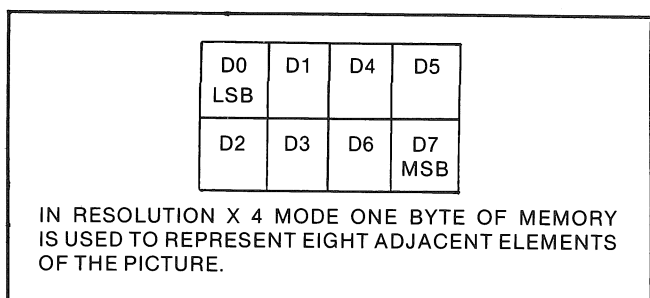 D0 D1 D4 D5
LSB
D2 D3 D6 D7
MSB
IN RESOLUTION X 4 MODE ONE BYTE OF MEMORY
IS USED TO REPRESENT EIGHT ADJACENT ELEMENTS
OF THE PICTURE.